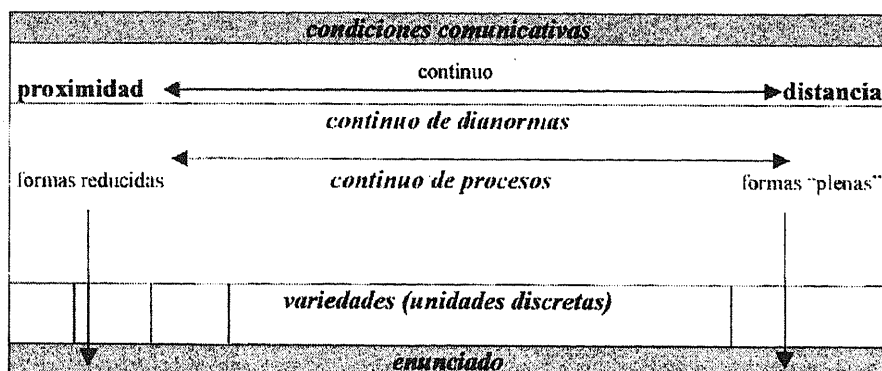 condiciones comunicativas
continuo
proximidad distancia
continuo de dianormas
formas reducidas continuo de procesos formas "plenas"
variedades (unidades discretas)
enunciado